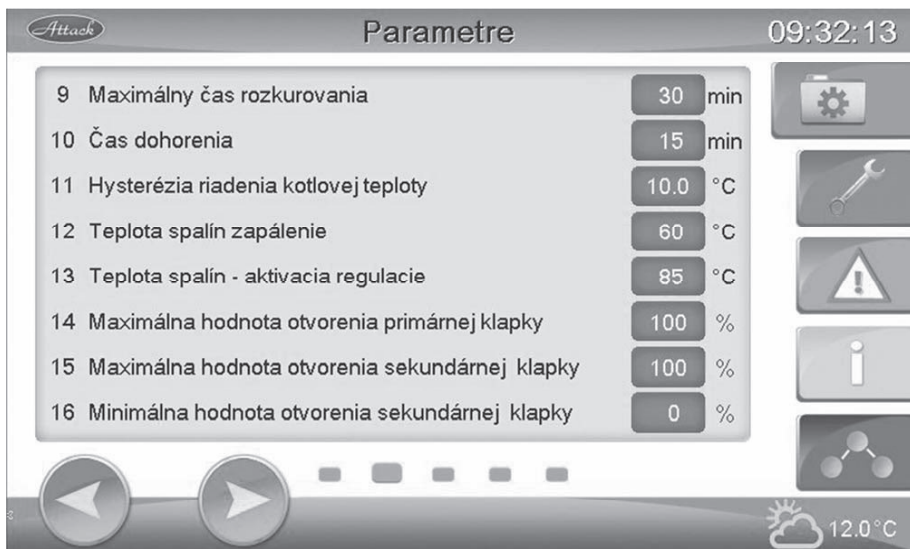 Attack
Parametre
09:32:13
9 Maximálny čas rozkurovania 30 min
10 Čas dohorenia 15 min
11 Hysterézia riadenia kotlovej teploty 10.0 °C
12 Teplota spalín zapálenie 60 °C
13 Teplota spalín - aktivacia regulacie 85 °C
14 Maximálna hodnota otvorenia primárnej klapky 100 %
15 Maximálna hodnota otvorenia sekundárnej klapky 100 %
16 Minimálna hodnota otvorenia sekundárnej klapky 0 %
12.0°C